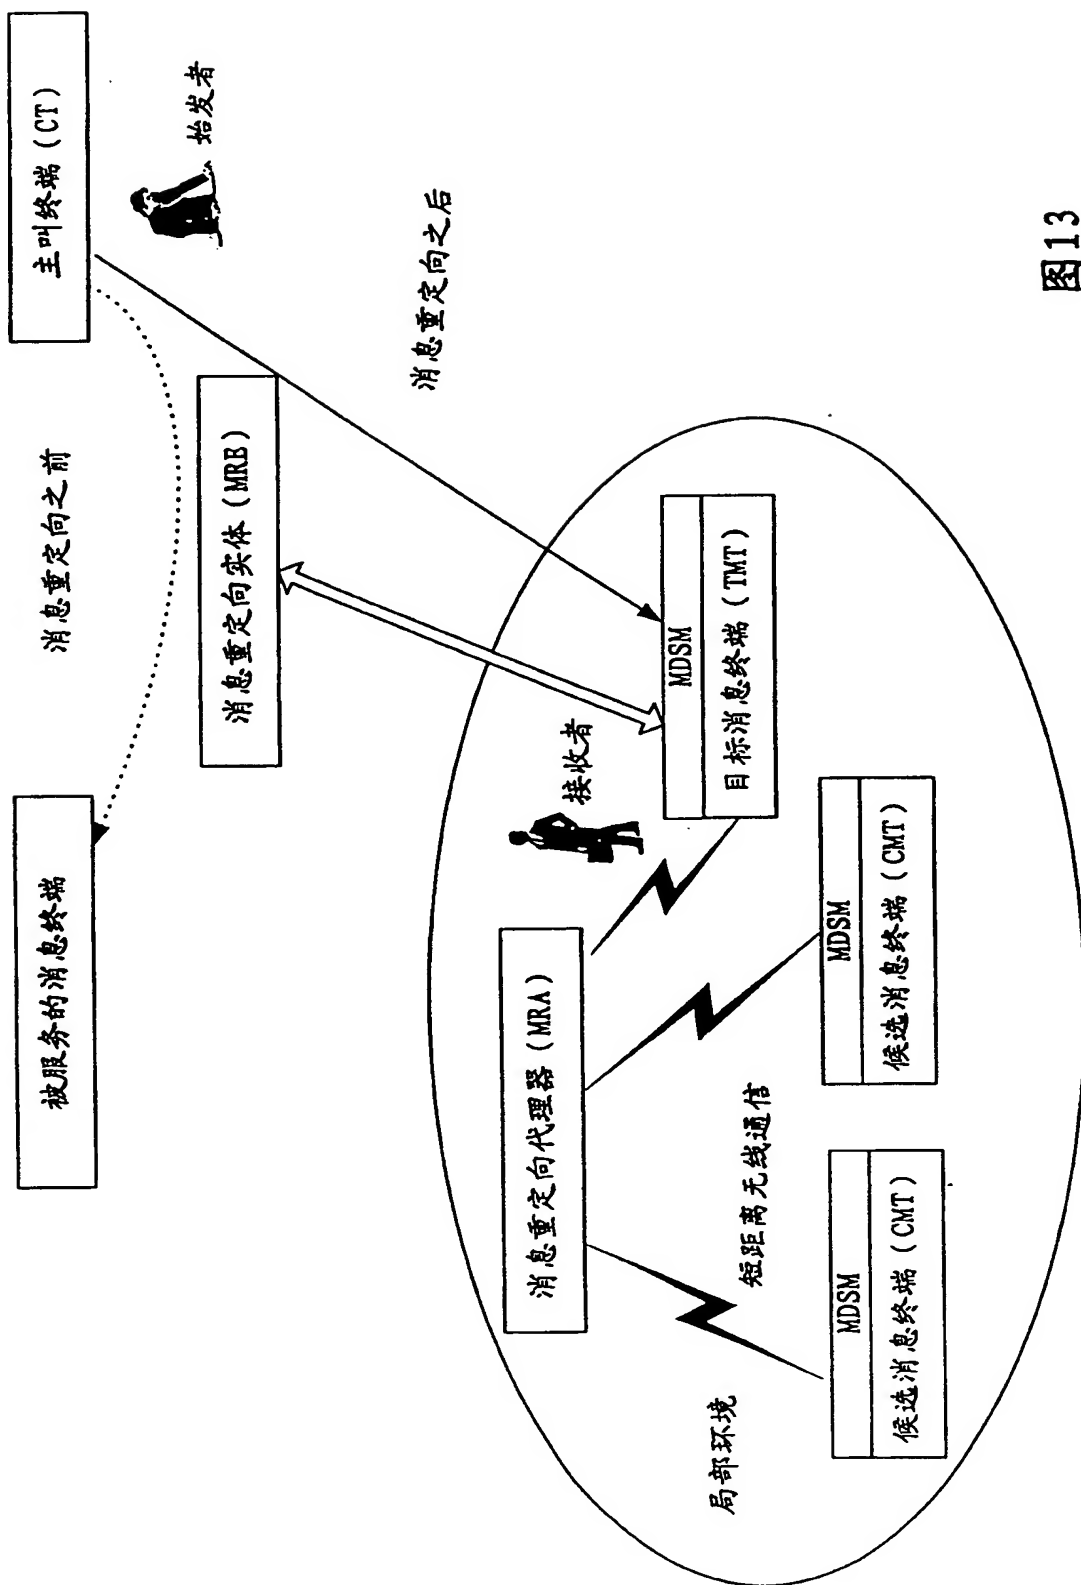 被服务的消息终端
消息重定向之前
主叫终端（CT）
始发者
消息重定向实体（MRB）
消息重定向之后
消息重定向代理器（MRA）
接收者
MDSM
目标消息终端（TMT）
局部环境
短距离无线通信
MDSM
候选消息终端（CMT）
MDSM
候选消息终端（CMT）
图13